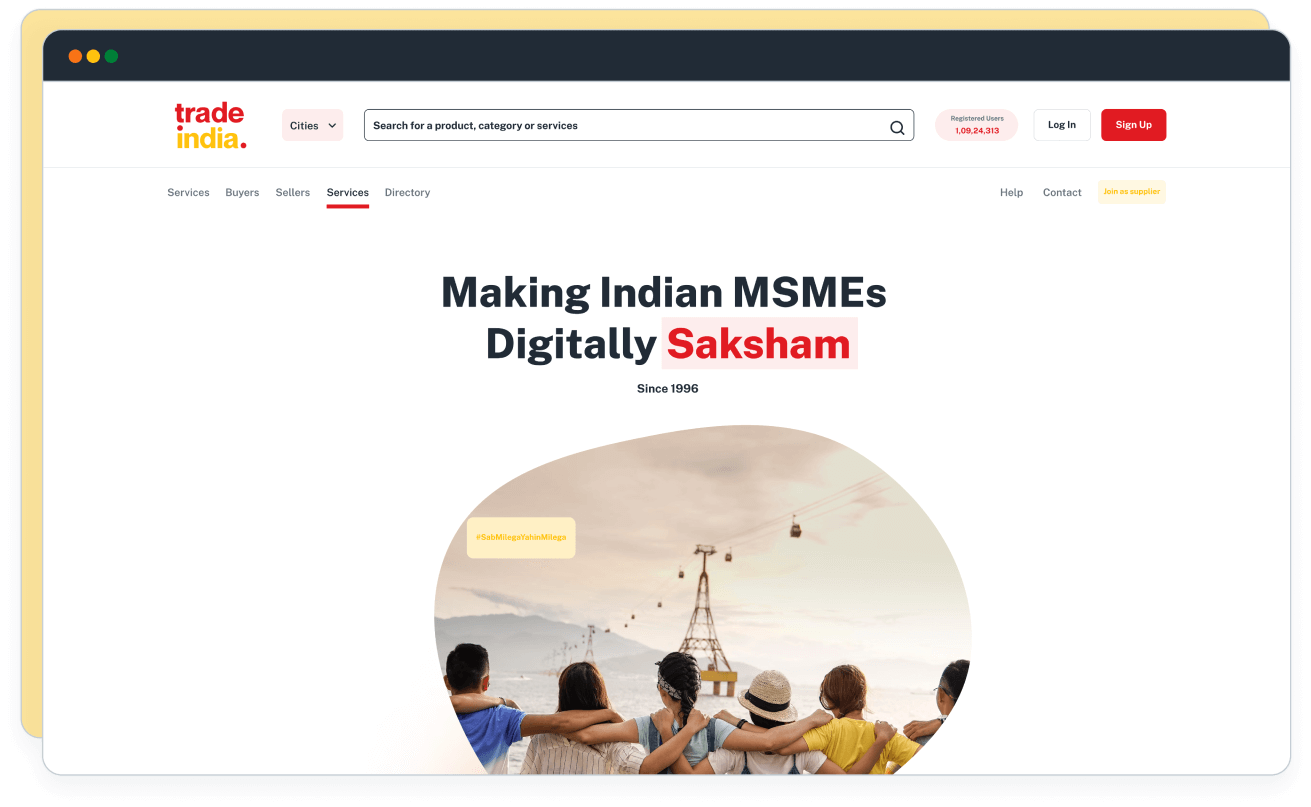 trade
india.
Cities
Search for a product, category or services
Registered Users
1,09,24,313
Log In
Sign Up
Services
Buyers
Sellers
Services
Directory
Help
Contact
Join as supplier
Making Indian MSMEs
Digitally Saksham
Since 1996
#SabMilegaYahinMilega